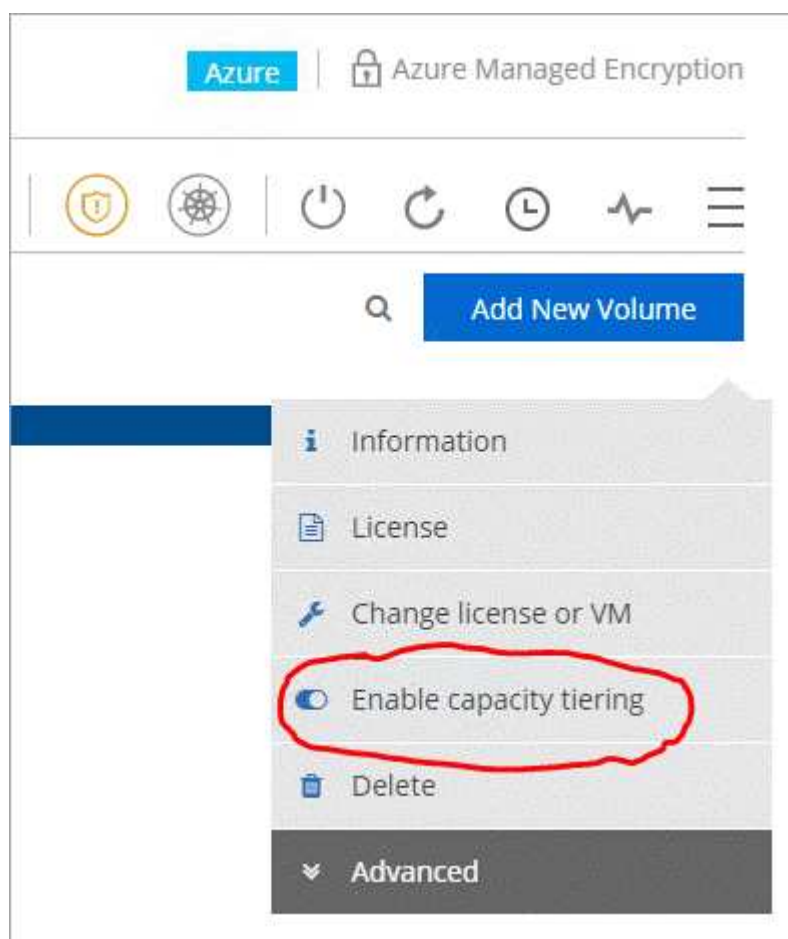 Azure
Azure Managed Encryption
Add New Volume
Information
License
Change license or VM
Enable capacity tiering
Delete
Advanced